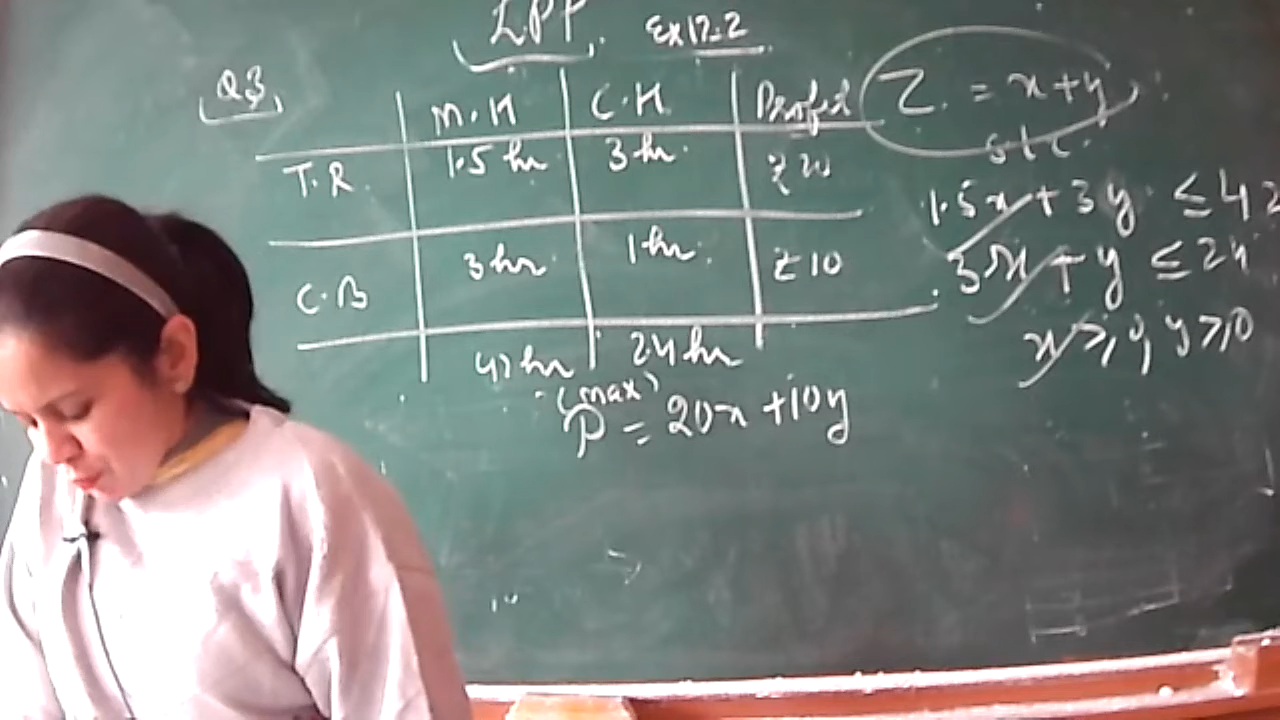 LPP. Ex 12.2
Q3
M.H C.H Profit
T.R. 1.5 hr 3 hr. ₹20
C.B 3 hr 1 hr. ₹10
42 hr 24 hr
(max)
P = 20x + 10y
Z = x + y
s t c.
1.5x + 3y ≤ 42
3x + y ≤ 24
x ≥ 0, y ≥ 0